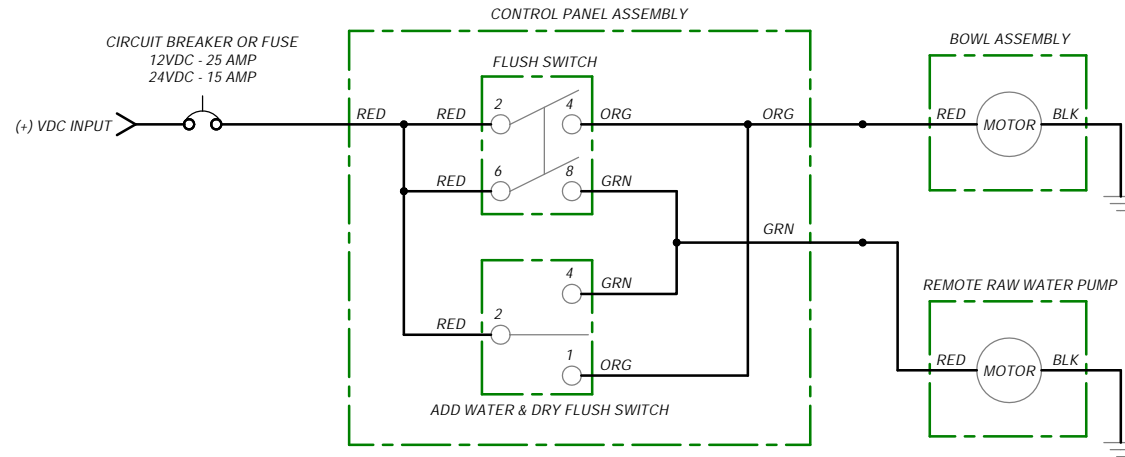 CONTROL PANEL ASSEMBLY
CIRCUIT BREAKER OR FUSE
12VDC - 25 AMP
24VDC - 15 AMP
BOWL ASSEMBLY
FLUSH SWITCH
(+) VDC INPUT
RED
RED
2
4
ORG
ORG
RED
MOTOR
BLK
RED
6
8
GRN
GRN
4
GRN
REMOTE RAW WATER PUMP
RED
2
1
ORG
RED
MOTOR
BLK
ADD WATER & DRY FLUSH SWITCH